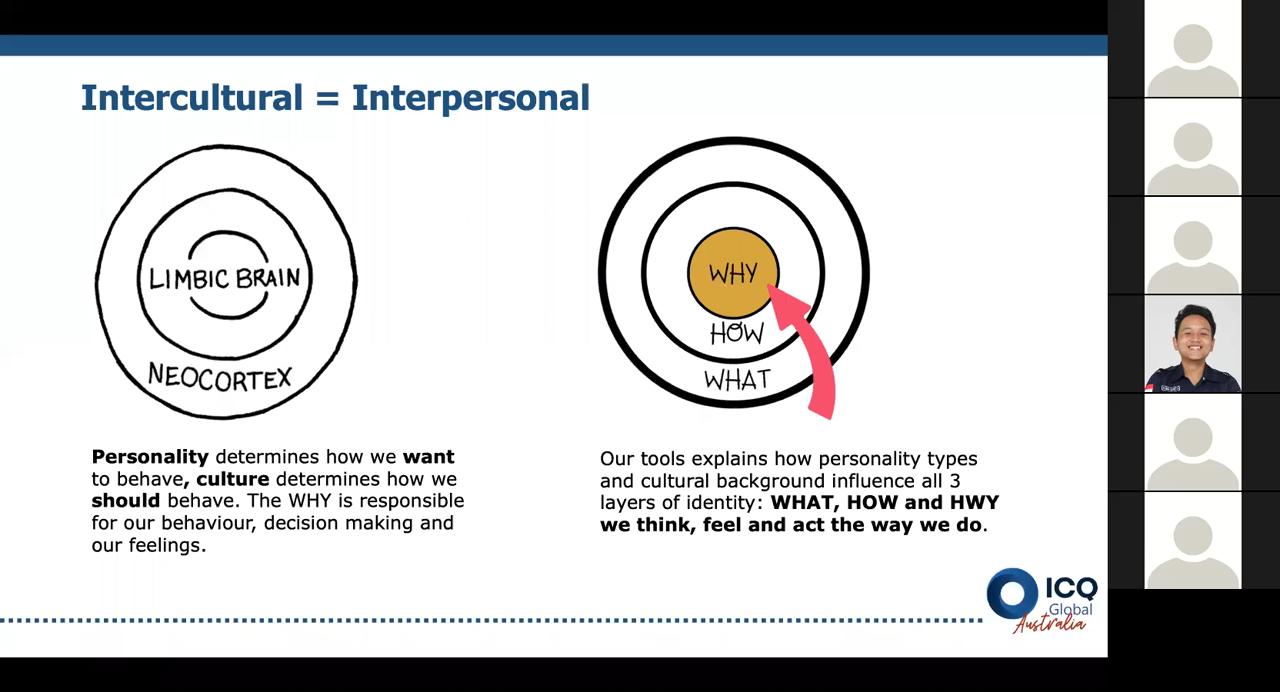 Intercultural = Interpersonal
LIMBIC BRAIN
NEOCORTEX
WHY
HOW
WHAT
Personality determines how we want
to behave, culture determines how we
should behave. The WHY is responsible
for our behaviour, decision making and
our feelings.
Our tools explains how personality types
and cultural background influence all 3
layers of identity: WHAT, HOW and HWY
we think, feel and act the way we do.
ICQ
Global
Australia